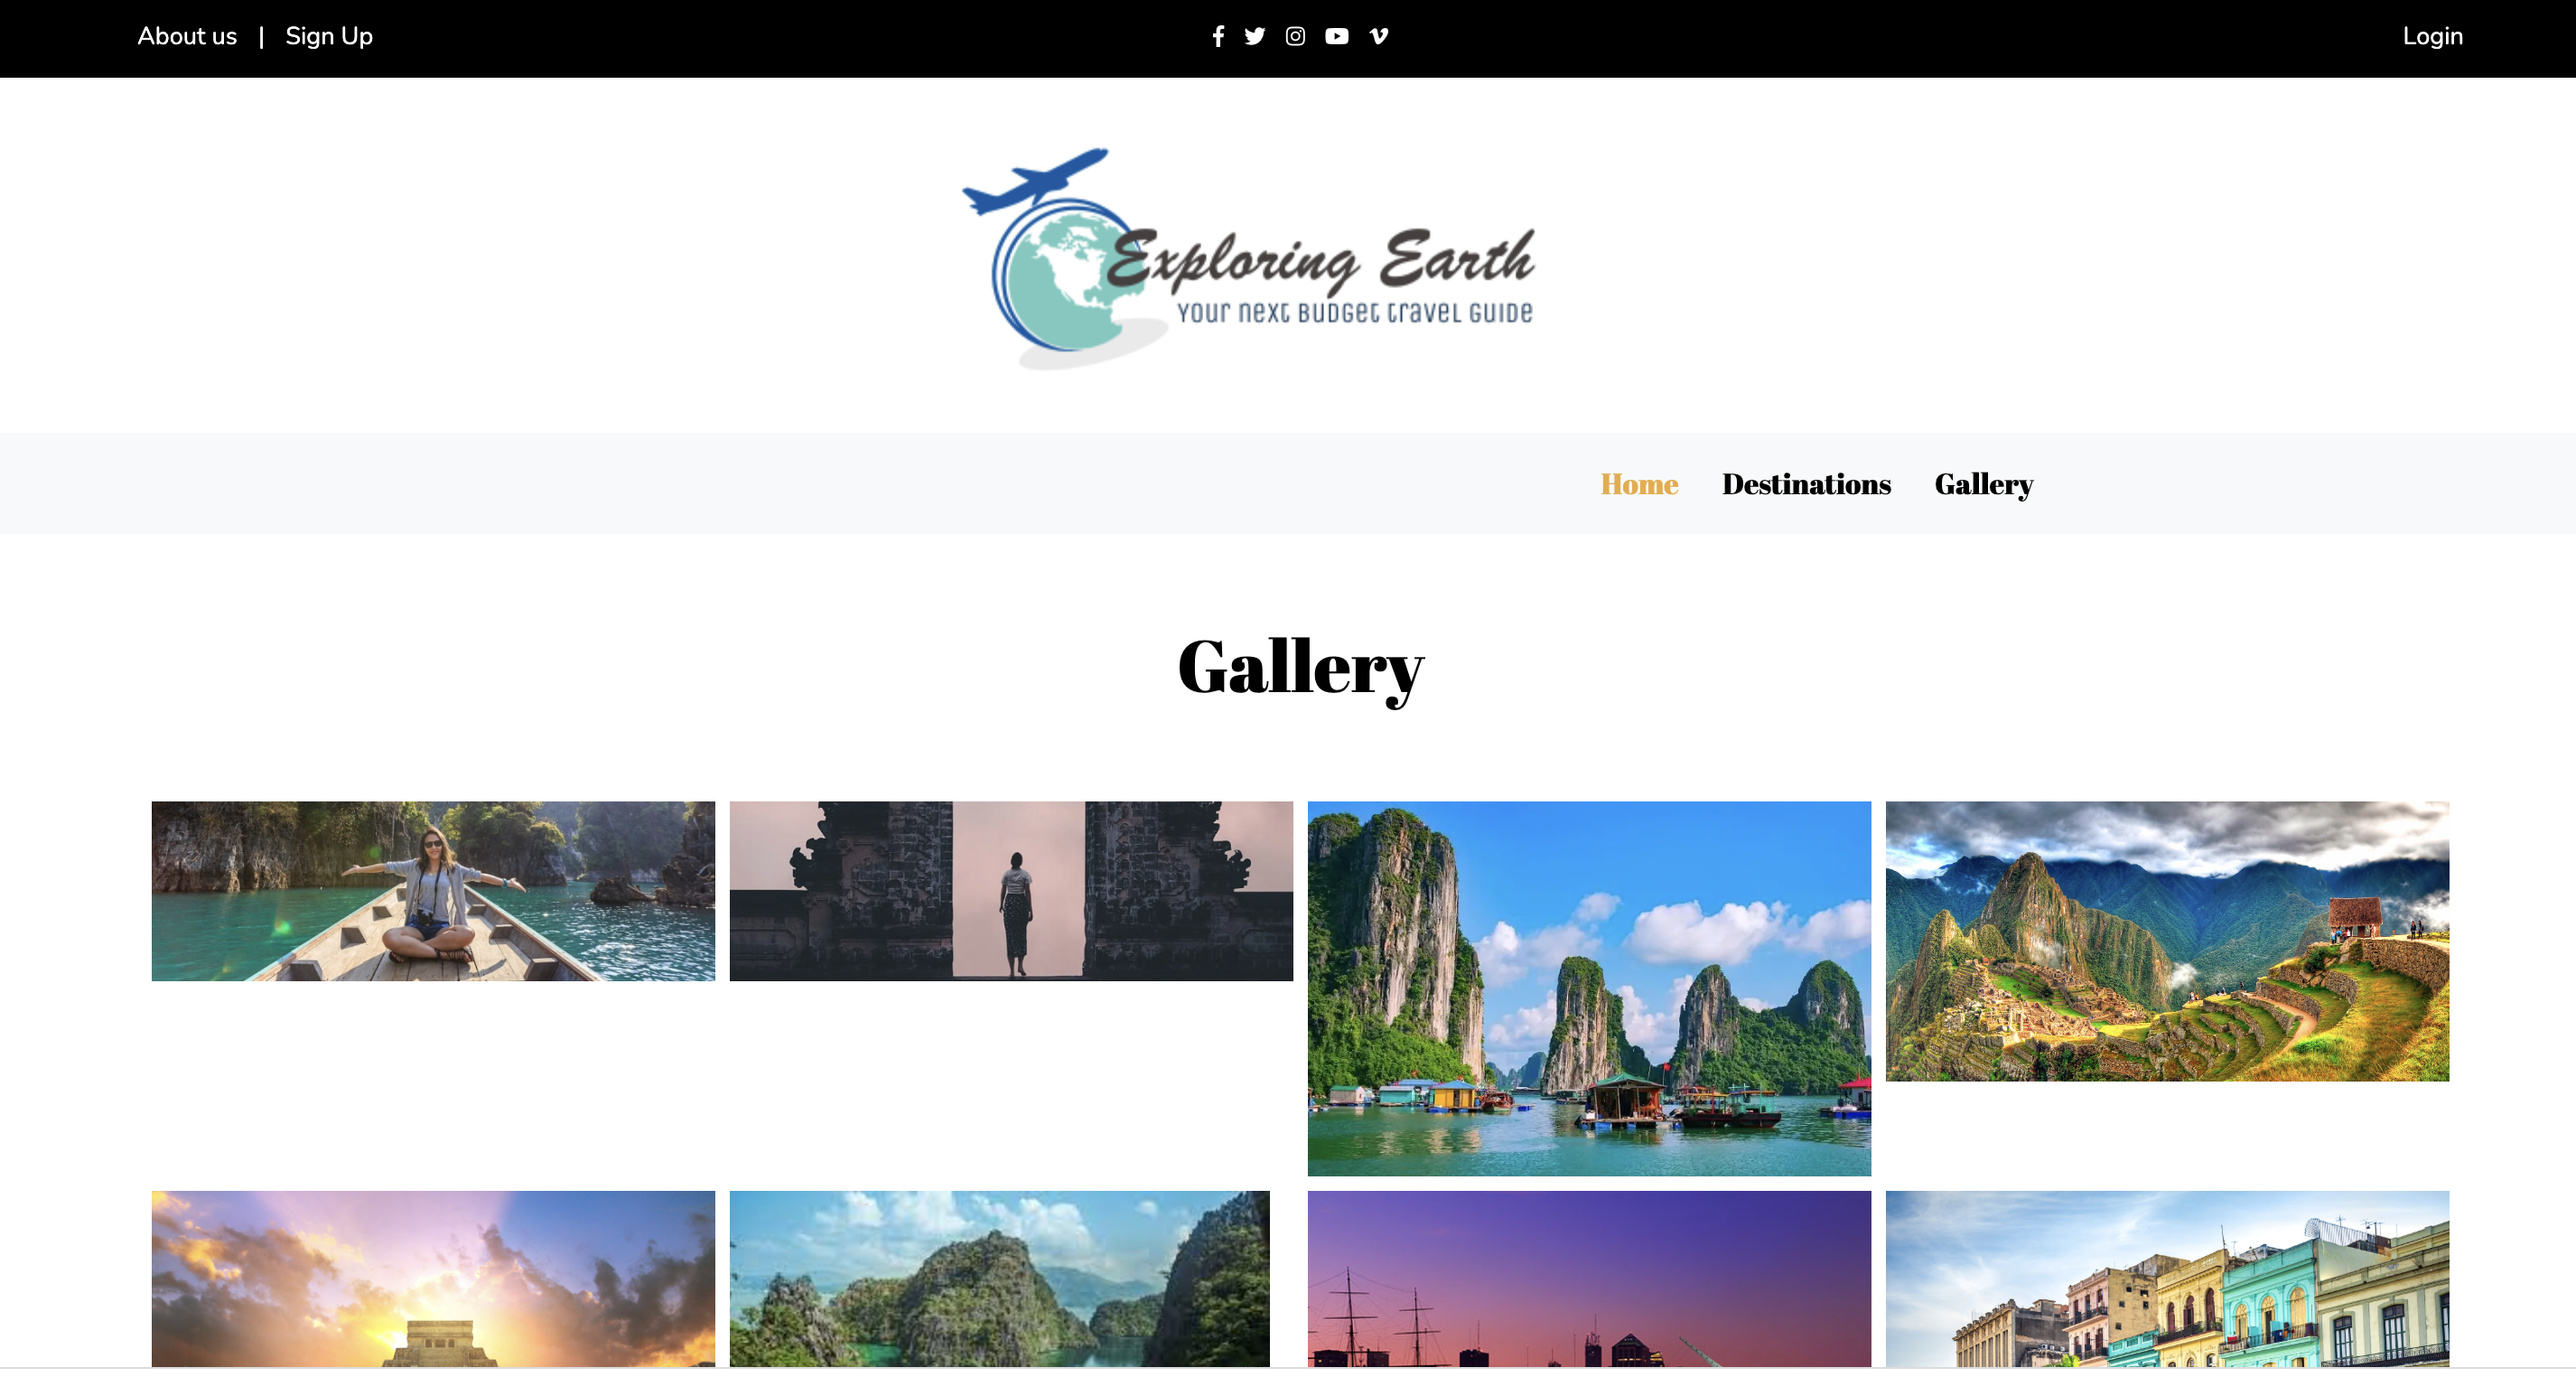 About us | Sign Up
Login
Exploring Earth
Your next Budget travel Guide
Home Destinations Gallery
Gallery